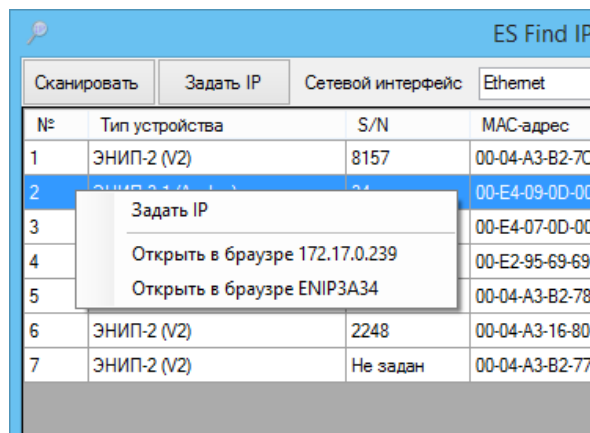 ES Find IP
Сканировать Задать IP Сетевой интерфейс Ethernet
№ Тип устройства S/N MAC-адрес
1 ЭНИП-2 (V2) 8157 00-04-A3-B2-7C
2 00-E4-09-0D-00
Задать IP
3 00-E4-07-0D-00
Открыть в браузре 172.17.0.239
4 00-E2-95-69-69
Открыть в браузре ENIP3A34
5 00-04-A3-B2-78
6 ЭНИП-2 (V2) 2248 00-04-A3-16-80
7 ЭНИП-2 (V2) Не задан 00-04-A3-B2-77